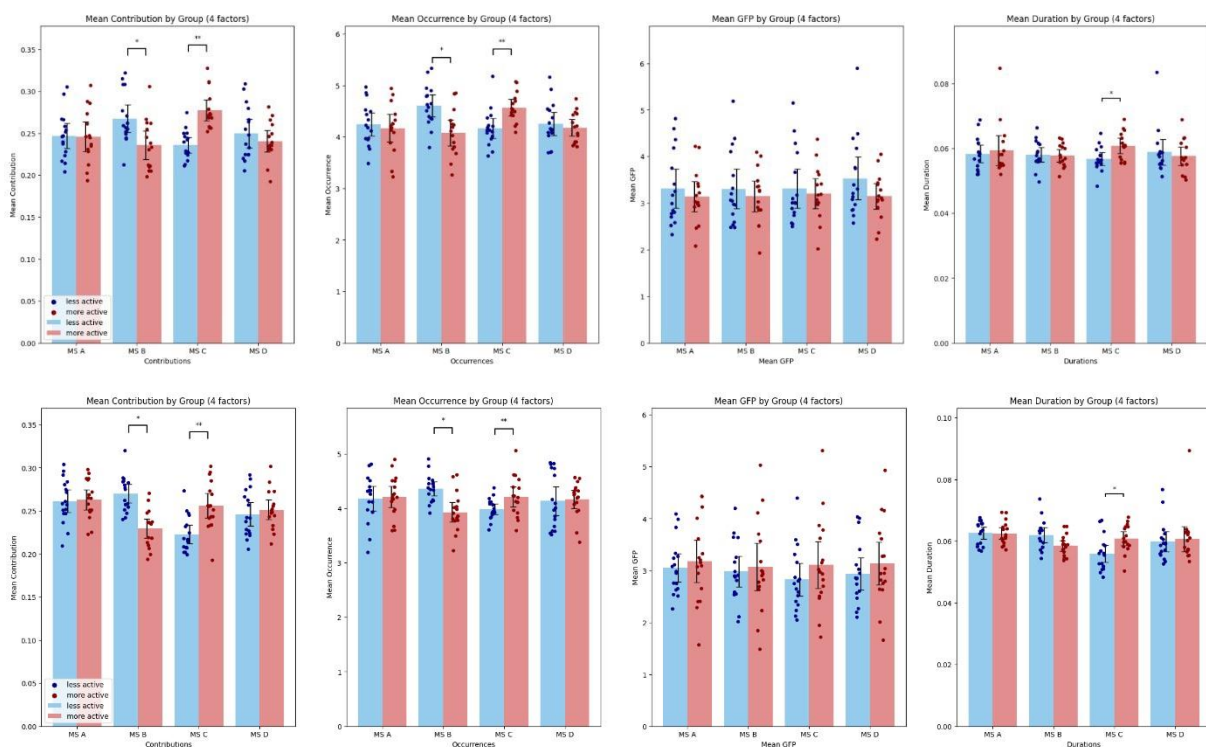 Mean Contribution by Group (4 factors)
Mean Contribution
0.35
0.30
0.25
0.20
0.15
0.10
0.05
0.00
*
**
less active
more active
less active
more active
MS A MS B MS C MS D
Contributions
Mean Occurrence by Group (4 factors)
Mean Occurrence
6
5
4
3
2
1
0
*
**
MS A MS B MS C MS D
Occurrences
Mean GFP by Group (4 factors)
Mean GFP
6
5
4
3
2
1
0
MS A MS B MS C MS D
Mean GFP
Mean Duration by Group (4 factors)
Mean Duration
0.08
0.06
0.04
0.02
0.00
*
MS A MS B MS C MS D
Durations
Mean Contribution by Group (4 factors)
Mean Contribution
0.35
0.30
0.25
0.20
0.15
0.10
0.05
0.00
*
**
less active
more active
less active
more active
MS A MS B MS C MS D
Contributions
Mean Occurrence by Group (4 factors)
Mean Occurrence
5
4
3
2
1
0
*
**
MS A MS B MS C MS D
Occurrences
Mean GFP by Group (4 factors)
Mean GFP
6
5
4
3
2
1
0
MS A MS B MS C MS D
Mean GFP
Mean Duration by Group (4 factors)
Mean Duration
0.10
0.08
0.06
0.04
0.02
0.00
*
MS A MS B MS C MS D
Durations